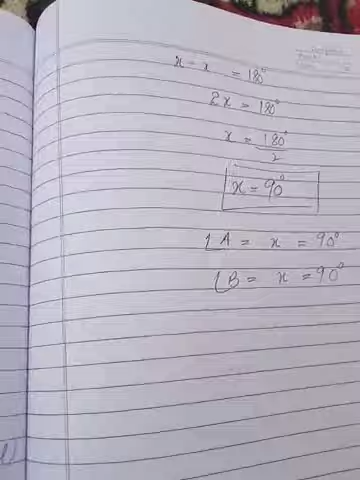 x - x = 180°
2x = 180°
x = 180°/2
x = 90°
∠A = x = 90°
∠B = x = 90°